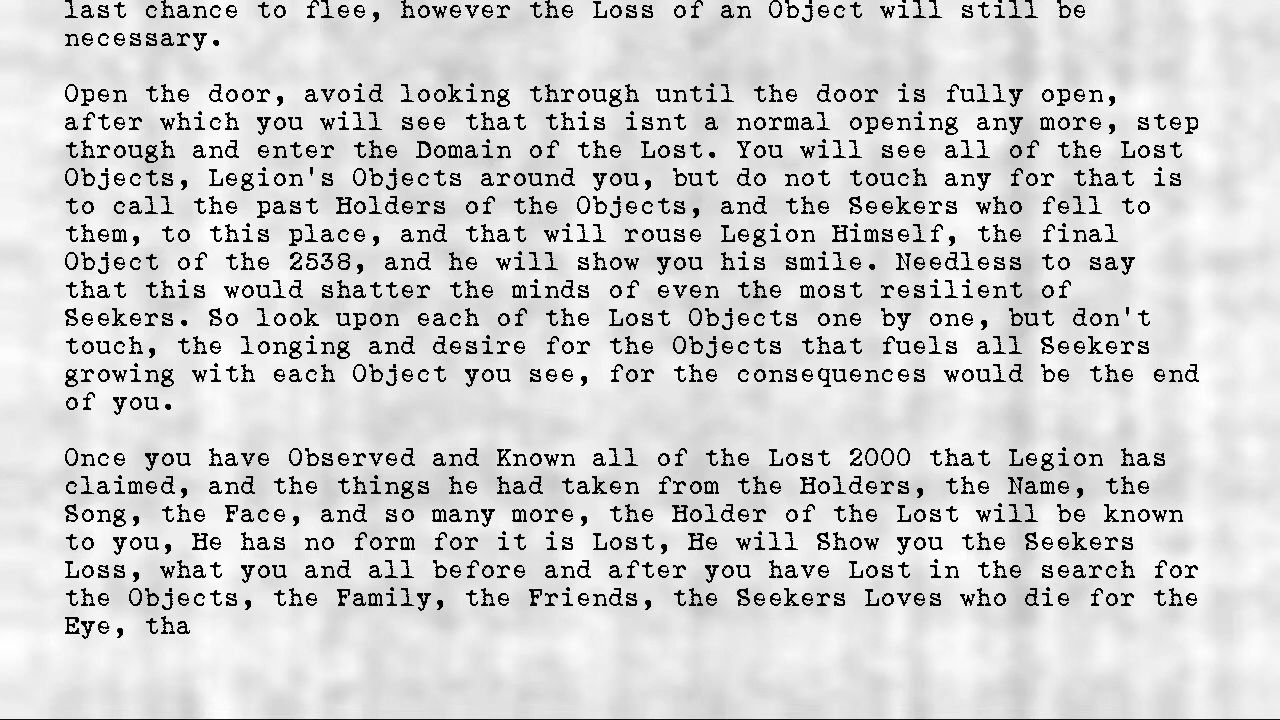 last chance to flee, however the Loss of an Object will still be
necessary.
Open the door, avoid looking through until the door is fully open,
after which you will see that this isnt a normal opening any more, step
through and enter the Domain of the Lost. You will see all of the Lost
Objects, Legion's Objects around you, but do not touch any for that is
to call the past Holders of the Objects, and the Seekers who fell to
them, to this place, and that will rouse Legion Himself, the final
Object of the 2538, and he will show you his smile. Needless to say
that this would shatter the minds of even the most resilient of
Seekers. So look upon each of the Lost Objects one by one, but don't
touch, the longing and desire for the Objects that fuels all Seekers
growing with each Object you see, for the consequences would be the end
of you.
Once you have Observed and Known all of the Lost 2000 that Legion has
claimed, and the things he had taken from the Holders, the Name, the
Song, the Face, and so many more, the Holder of the Lost will be known
to you, He has no form for it is Lost, He will Show you the Seekers
Loss, what you and all before and after you have Lost in the search for
the Objects, the Family, the Friends, the Seekers Loves who die for the
Eye, tha